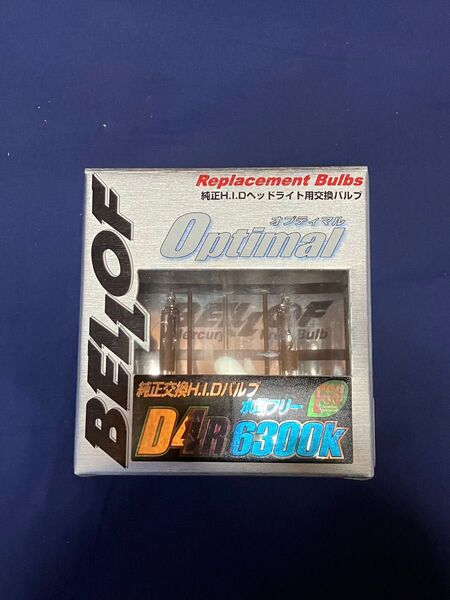 Replacement Bulbs
純正H.I.Dヘッドライト用交換バルブ
オプティマル
Optimal
BELLOF
BELLOF
Bulb
純正交換H.I.Dバルブ
水銀フリー
D4R 6300k